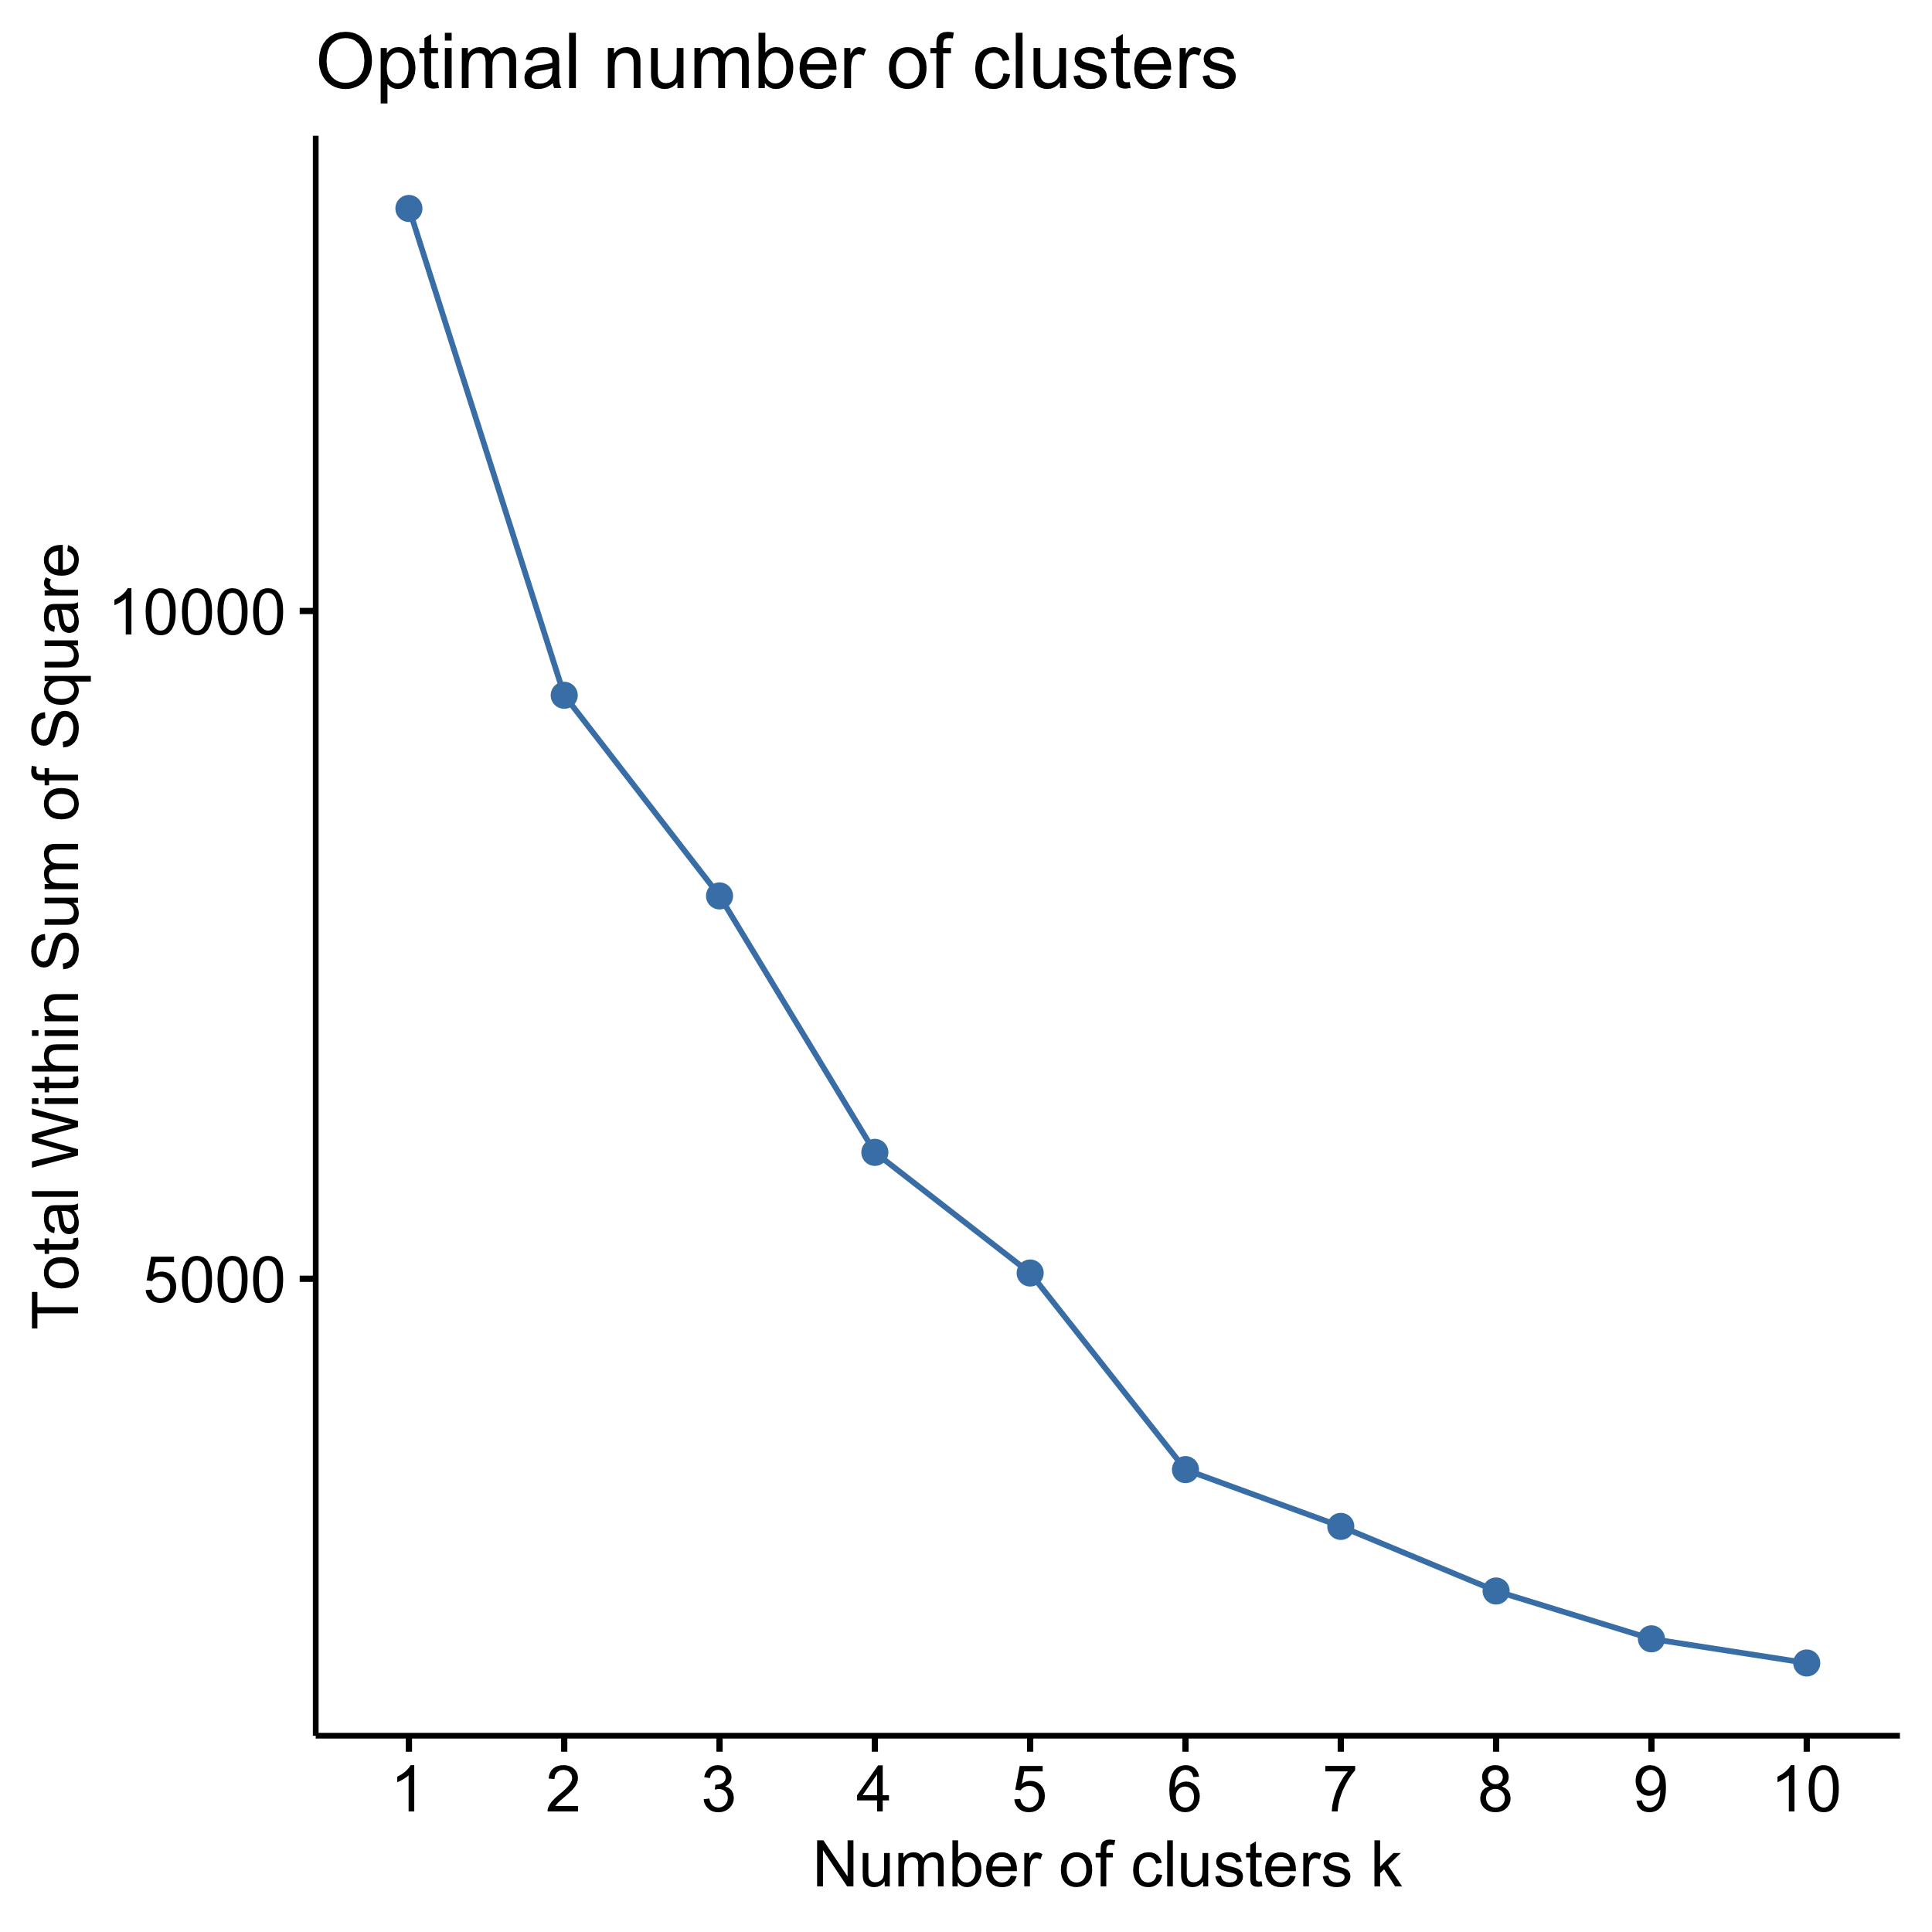 Optimal number of clusters
Total Within Sum of Square
10000
5000
1 2 3 4 5 6 7 8 9 10
Number of clusters k